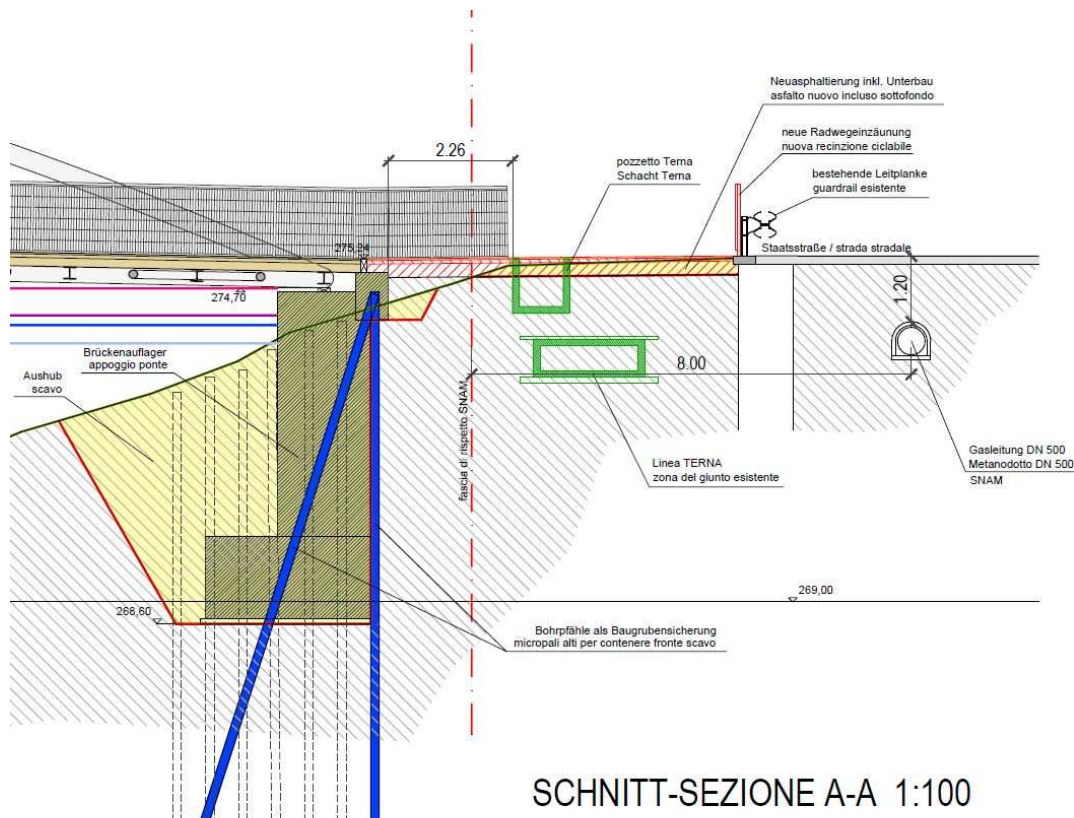 Neuasphaltierung inkl. Unterbau
asfalto nuovo incluso sottofondo
neue Radwegeinzäunung
nuova recinzione ciclabile
2.26
pozzetto Terna
Schacht Terna
bestehende Leitplanke
guardrail esistente
275,24
Staatsstraße / strada stradale
274,70
1.20
Brückenauflager
appoggio ponte
Aushub
scavo
8.00
fascia di rispetto SNAM
Linea TERNA
zona del giunto esistente
Gasleitung DN 500
Metanodotto DN 500
SNAM
268,60
269,00
Bohrpfähle als Baugrubensicherung
micropali alti per contenere fronte scavo
SCHNITT-SEZIONE A-A 1:100